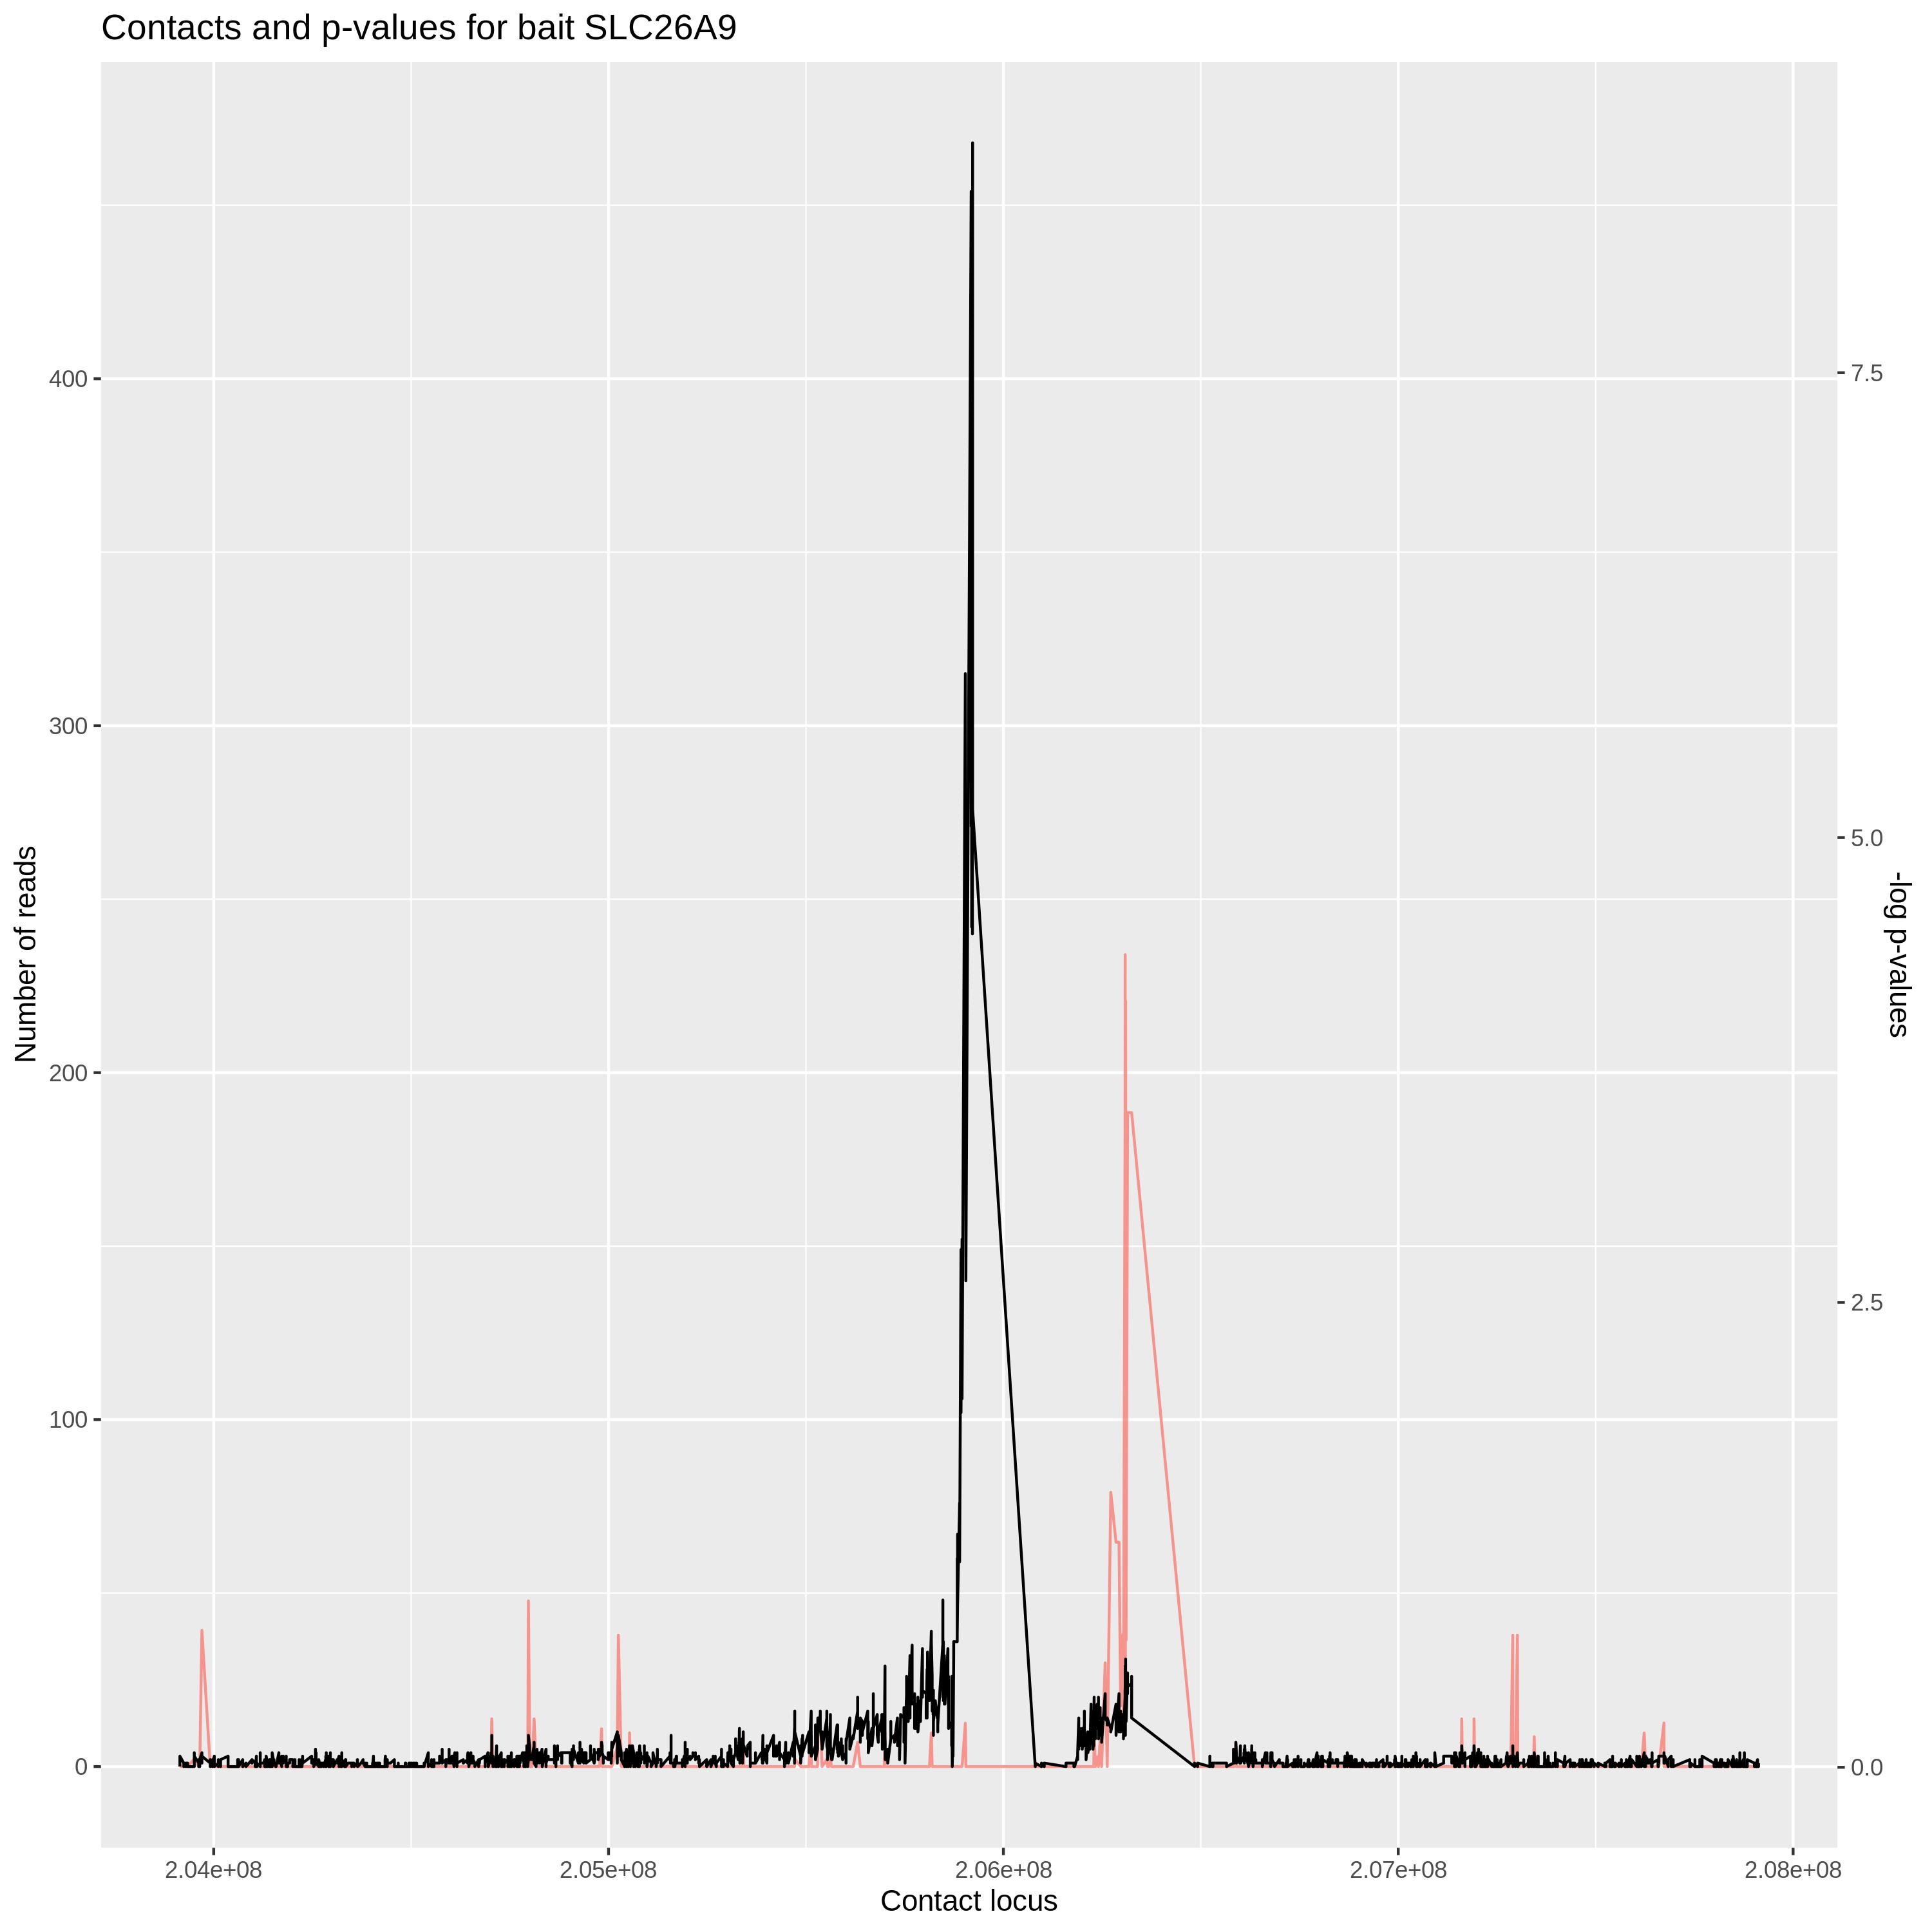 Contacts and p-values for bait SLC26A9
Number of reads
400
300
200
100
0
7.5
5.0
2.5
0.0
-log p-values
2.04e+08
2.05e+08
2.06e+08
2.07e+08
2.08e+08
Contact locus